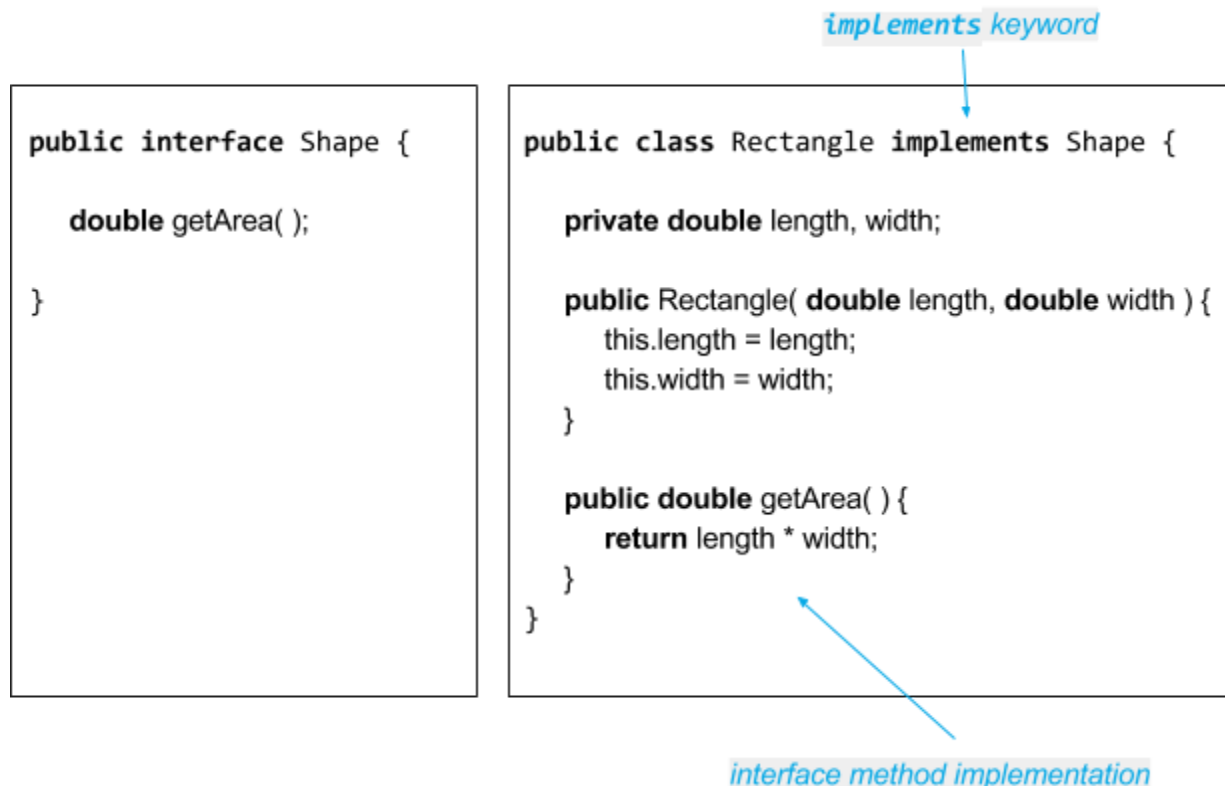 implements keyword
public interface Shape {
double getArea( );
}
public class Rectangle implements Shape {
private double length, width;
public Rectangle( double length, double width ) {
this.length = length;
this.width = width;
}
public double getArea( ) {
return length * width;
}
}
interface method implementation